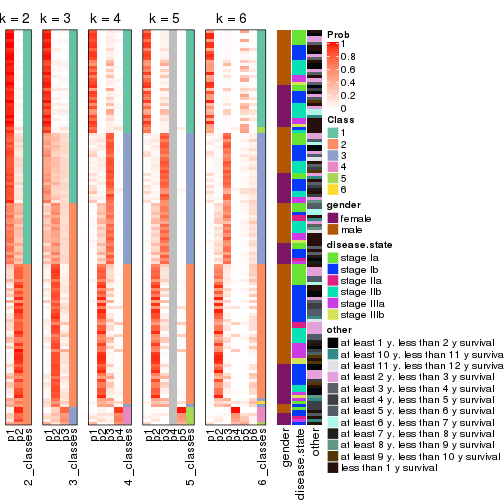 k = 2 k = 3 k = 4 k = 5 k = 6
Prob
1
0.8
0.6
0.4
0.2
0
Class
1
2
3
4
5
6
gender
female
male
disease.state
stage Ia
stage Ib
stage IIa
stage IIb
stage IIIa
stage IIIb
other
at least 1 y. less than 2 y survival
at least 10 y. less than 11 y survival
at least 11 y. less than 12 y survival
at least 2 y. less than 3 y survival
at least 3 y. less than 4 y survival
at least 4 y. less than 5 y survival
at least 5 y. less than 6 y survival
at least 6 y. less than 7 y survival
at least 7 y. less than 8 y survival
at least 8 y. less than 9 y survival
at least 9 y. less than 10 y survival
less than 1 y survival
p1
p2
2_classes
p1
p2
p3
3_classes
p1
p2
p3
p4
4_classes
p1
p2
p3
p4
p5
5_classes
p1
p2
p3
p4
p5
p6
6_classes
gender
disease.state
other